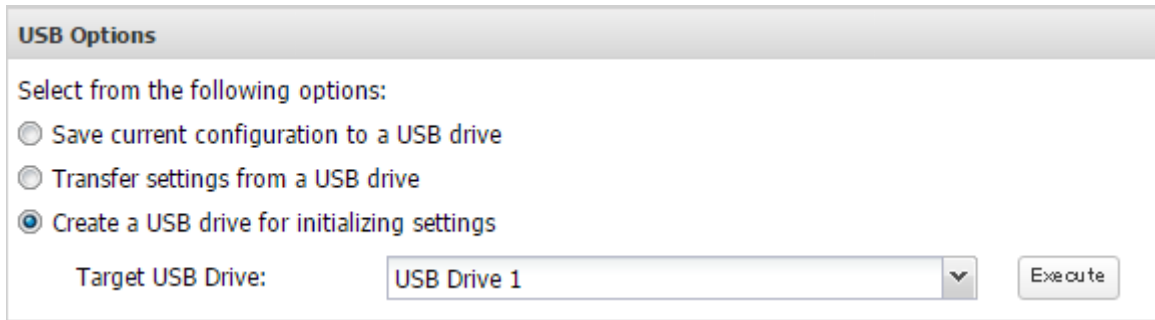 USB Options
Select from the following options:
Save current configuration to a USB drive
Transfer settings from a USB drive
Create a USB drive for initializing settings
Target USB Drive: USB Drive 1 Execute